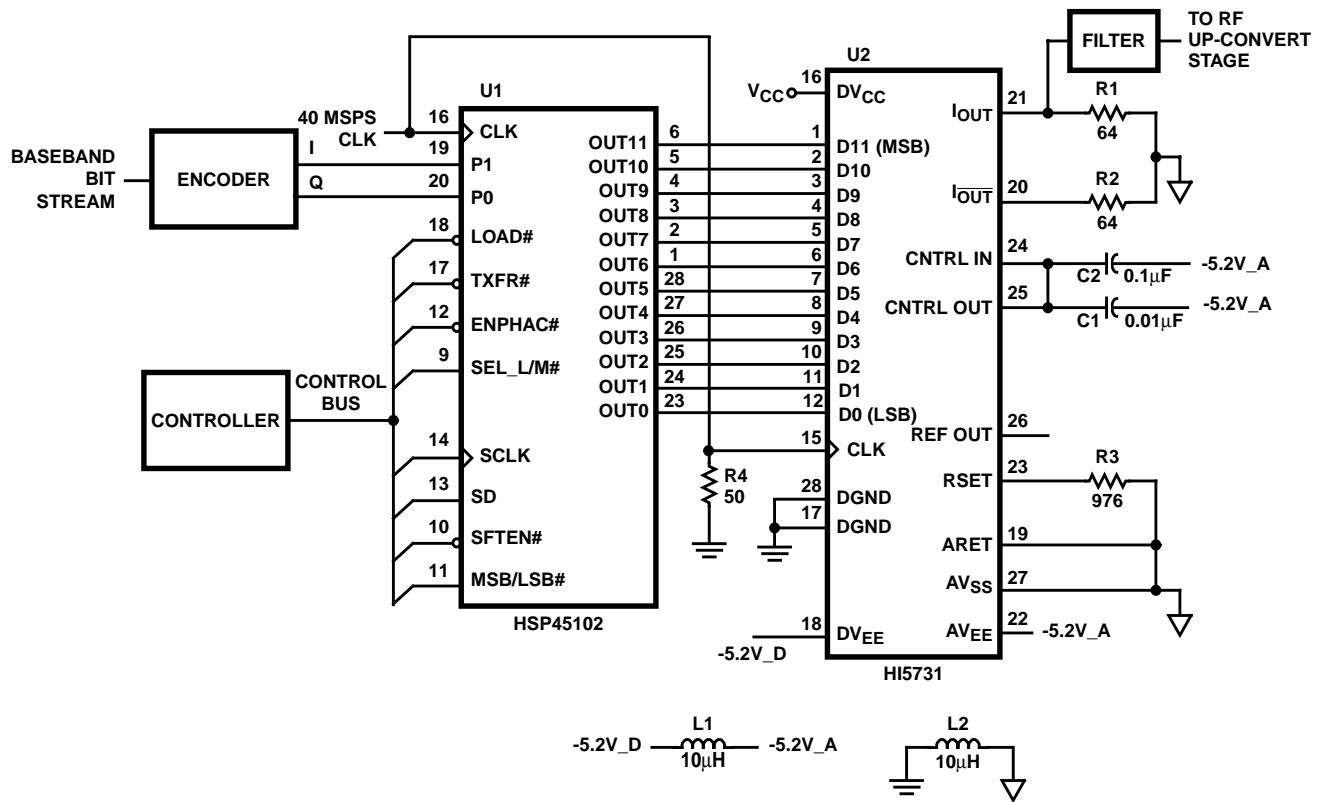 TO RF
UP-CONVERT
STAGE
FILTER
U2
U1
V_CC
16
DV_CC
I_OUT
21
R1
64
40 MSPS
CLK
16
CLK
BASEBAND
BIT
STREAM
ENCODER
I
19
P1
Q
20
P0
OUT11
6
1
D11 (MSB)
OUT10
5
2
D10
OUT9
4
3
D9
OUT8
3
4
D8
OUT7
2
5
D7
OUT6
1
6
D6
OUT5
28
7
D5
OUT4
27
8
D4
OUT3
26
9
D3
OUT2
25
10
D2
OUT1
24
11
D1
OUT0
23
12
D0 (LSB)
15
CLK
I_O̅U̅T̅
20
R2
64
18
LOAD#
17
TXFR#
12
ENPHAC#
9
SEL_L/M#
CNTRL IN
24
C2
0.1μF
-5.2V_A
CNTRL OUT
25
C1
0.01μF
-5.2V_A
CONTROLLER
CONTROL
BUS
14
SCLK
13
SD
10
SFTEN#
11
MSB/LSB#
HSP45102
R4
50
28
DGND
17
DGND
REF OUT
26
RSET
23
R3
976
ARET
19
AV_SS
27
AV_EE
22
-5.2V_A
-5.2V_D
18
DV_EE
HI5731
L1
-5.2V_D
-5.2V_A
10μH
L2
10μH